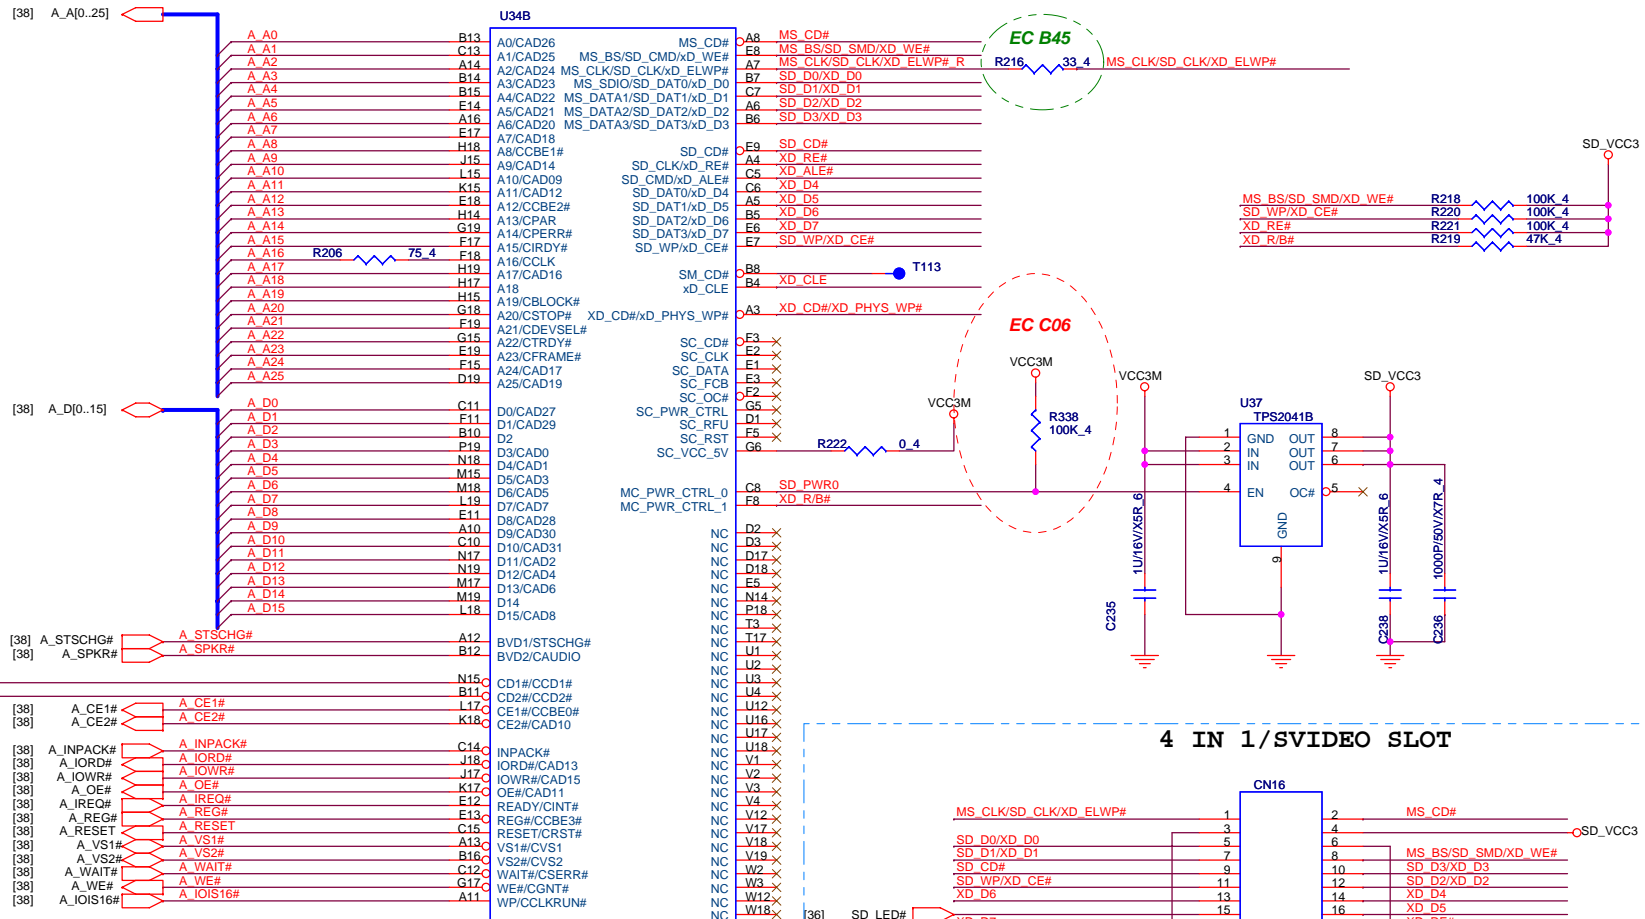 [38] A_A[0..25]
U34B
A_A0 B13 A0/CAD26 MS_CD# A8 MS_CD#
A_A1 C13 A1/CAD25 MS_BS/SD_CMD/xD_WE# E8 MS_BS/SD_SMD/XD_WE#
A_A2 A14 A2/CAD24 MS_CLK/SD_CLK/xD_ELWP# A7 MS_CLK/SD_CLK/XD_ELWP#_R
A_A3 B14 A3/CAD23 MS_SDIO/SD_DAT0/xD_D0 B7 SD_D0/XD_D0
A_A4 B15 A4/CAD22 MS_DATA1/SD_DAT1/xD_D1 C7 SD_D1/XD_D1
A_A5 E14 A5/CAD21 MS_DATA2/SD_DAT2/xD_D2 A6 SD_D2/XD_D2
A_A6 A16 A6/CAD20 MS_DATA3/SD_DAT3/xD_D3 B6 SD_D3/XD_D3
A_A7 E17 A7/CAD18
A_A8 H18 A8/CCBE1# SD_CD# E9 SD_CD#
A_A9 J15 A9/CAD14 SD_CLK/xD_RE# A4 XD_RE#
A_A10 L15 A10/CAD09 SD_CMD/xD_ALE# C5 XD_ALE#
A_A11 K15 A11/CAD12 SD_DAT0/xD_D4 C6 XD_D4
A_A12 E18 A12/CCBE2# SD_DAT1/xD_D5 A5 XD_D5
A_A13 H14 A13/CPAR SD_DAT2/xD_D6 B5 XD_D6
A_A14 G19 A14/CPERR# SD_DAT3/xD_D7 E6 XD_D7
A_A15 F17 A15/CIRDY# SD_WP/xD_CE# E7 SD_WP/XD_CE#
A_A16 R206 75_4 F18 A16/CCLK
A_A17 H19 A17/CAD16 SM_CD# B8 T113
A_A18 H17 A18 xD_CLE B4 XD_CLE
A_A19 H15 A19/CBLOCK#
A_A20 G18 A20/CSTOP# XD_CD#/xD_PHYS_WP# A3 XD_CD#/XD_PHYS_WP#
A_A21 F19 A21/CDEVSEL#
A_A22 G15 A22/CTRDY# SC_CD# F3
A_A23 E19 A23/CFRAME# SC_CLK E2
A_A24 F15 A24/CAD17 SC_DATA E1
A_A25 D19 A25/CAD19 SC_FCB E3
SC_OC# F2
[38] A_D[0..15]
A_D0 C11 D0/CAD27 SC_PWR_CTRL G5
A_D1 F11 D1/CAD29 SC_RFU D1
A_D2 B10 D2 SC_RST F5
A_D3 P19 D3/CAD0 SC_VCC_5V G6 R222 0_4 VCC3M
A_D4 N18 D4/CAD1
A_D5 M15 D5/CAD3
A_D6 M18 D6/CAD5 MC_PWR_CTRL_0 C8 SD_PWR0
A_D7 L19 D7/CAD7 MC_PWR_CTRL_1 F8 XD_R/B#
A_D8 E11 D8/CAD28
A_D9 A10 D9/CAD30 NC D2
A_D10 C10 D10/CAD31 NC D3
A_D11 N17 D11/CAD2 NC D17
A_D12 N19 D12/CAD4 NC D18
A_D13 M17 D13/CAD6 NC E5
A_D14 M19 D14 NC N14
A_D15 L18 D15/CAD8 NC P18
NC T3
[38] A_STSCHG# A_STSCHG# A12 BVD1/STSCHG# NC T17
[38] A_SPKR# A_SPKR# B12 BVD2/CAUDIO NC U1
NC U2
N15 CD1#/CCD1# NC U3
B11 CD2#/CCD2# NC U4
[38] A_CE1# A_CE1# L17 CE1#/CCBE0# NC U12
[38] A_CE2# A_CE2# K18 CE2#/CAD10 NC U16
NC U17
[38] A_INPACK# A_INPACK# C14 INPACK# NC U18
[38] A_IORD# A_IORD# J18 IORD#/CAD13 NC V1
[38] A_IOWR# A_IOWR# J17 IOWR#/CAD15 NC V2
[38] A_OE# A_OE# K17 OE#/CAD11 NC V3
[38] A_IREQ# A_IREQ# E12 READY/CINT# NC V4
[38] A_REG# A_REG# E13 REG#/CCBE3# NC V12
[38] A_RESET A_RESET C15 RESET/CRST# NC V17
[38] A_VS1# A_VS1# A13 VS1#/CVS1 NC V18
[38] A_VS2# A_VS2# B16 VS2#/CVS2 NC V19
[38] A_WAIT# A_WAIT# C12 WAIT#/CSERR# NC W2
[38] A_WE# A_WE# G17 WE#/CGNT# NC W3
[38] A_IOIS16# A_IOIS16# A11 WP/CCLKRUN# NC W12
NC W18
EC B45
R216 33_4 MS_CLK/SD_CLK/XD_ELWP#
SD_VCC3
MS_BS/SD_SMD/XD_WE# R218 100K_4
SD_WP/XD_CE# R220 100K_4
XD_RE# R221 100K_4
XD_R/B# R219 47K_4
EC C06
VCC3M
R338
100K_4
VCC3M
SD_VCC3
U37
TPS2041B
1 GND OUT 8
2 IN OUT 7
3 IN OUT 6
4 EN OC# 5
GND
9
1U/16V/X5R_6
C235
1U/16V/X5R_6
C238
1000P/50V/X7R_4
C236
4 IN 1/SVIDEO SLOT
CN16
MS_CLK/SD_CLK/XD_ELWP# 1 2 MS_CD#
3 4 SD_VCC3
SD_D0/XD_D0 5 6
SD_D1/XD_D1 7 8 MS_BS/SD_SMD/XD_WE#
SD_CD# 9 10 SD_D3/XD_D3
SD_WP/XD_CE# 11 12 SD_D2/XD_D2
XD_D6 13 14 XD_D4
[36] SD_LED# 15 16 XD_D5